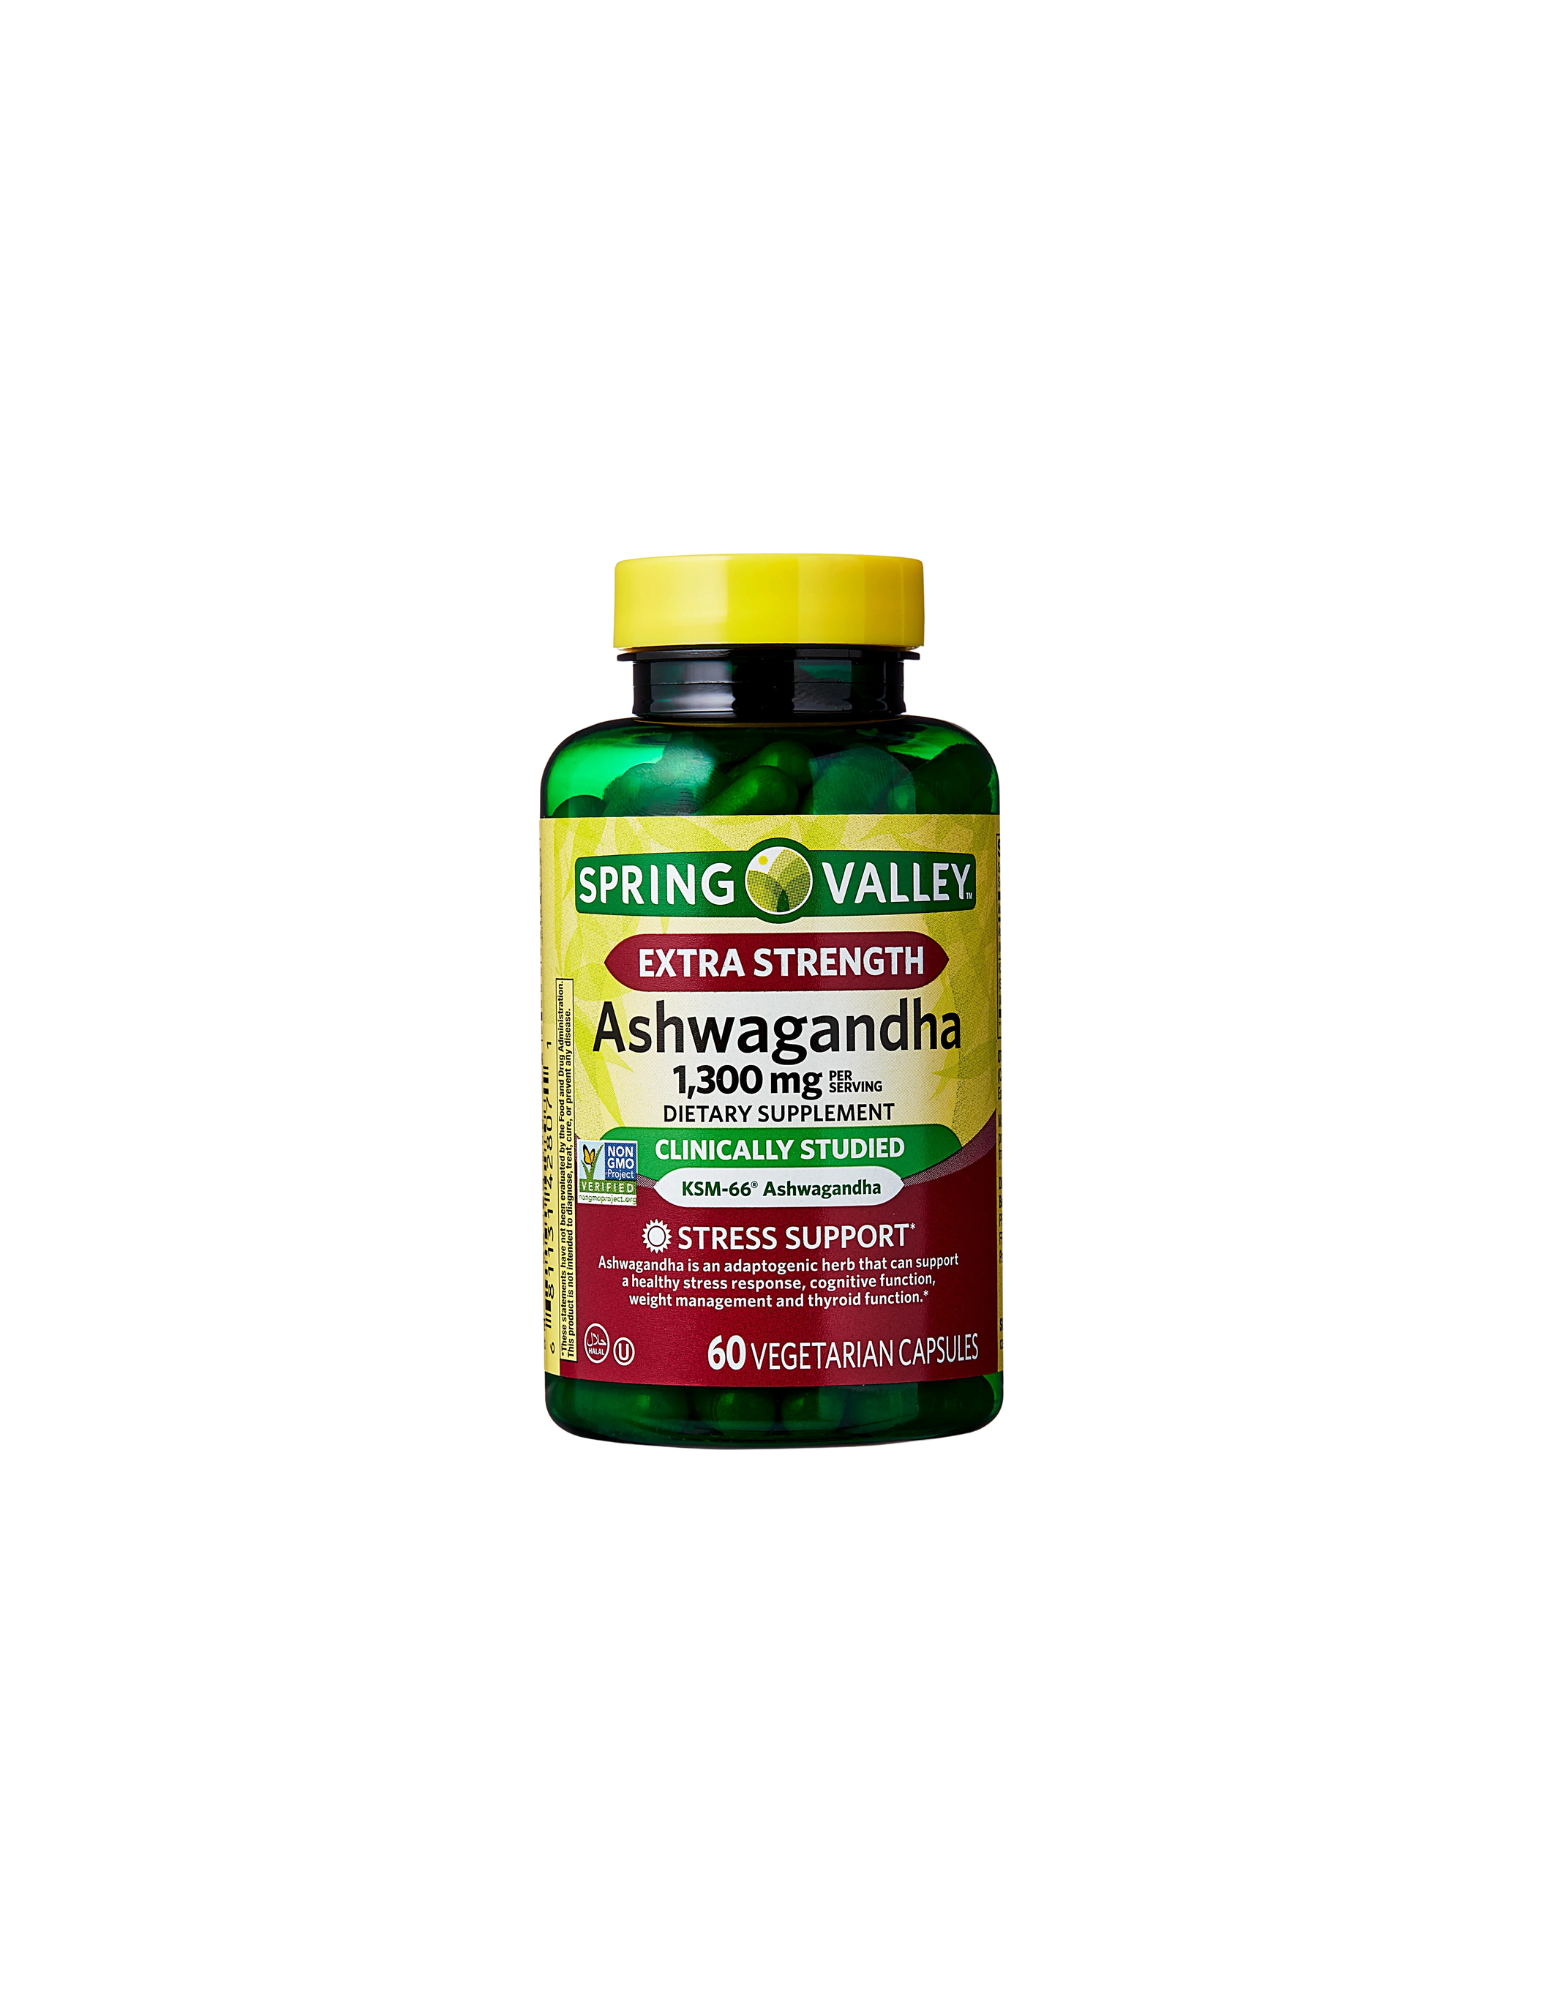 SPRING VALLEY™
EXTRA STRENGTH
Ashwagandha
1,300 mg PER SERVING
DIETARY SUPPLEMENT
CLINICALLY STUDIED
KSM-66® Ashwagandha
NON
GMO
Project
VERIFIED
nongmoproject.org
STRESS SUPPORT*
Ashwagandha is an adaptogenic herb that can support
a healthy stress response, cognitive function,
weight management and thyroid function.*
حلال
HALAL
U
60 VEGETARIAN CAPSULES
*These statements have not been evaluated by the Food and Drug Administration.
This product is not intended to diagnose, treat, cure, or prevent any disease.